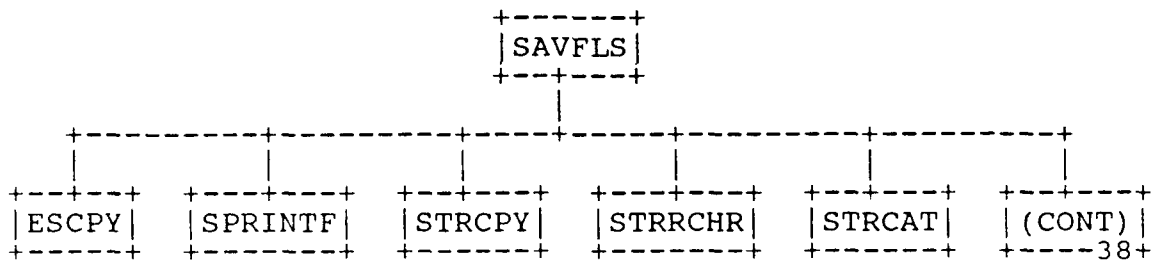 SAVFLS
ESCPY SPRINTF STRCPY STRRCHR STRCAT (CONT)
38